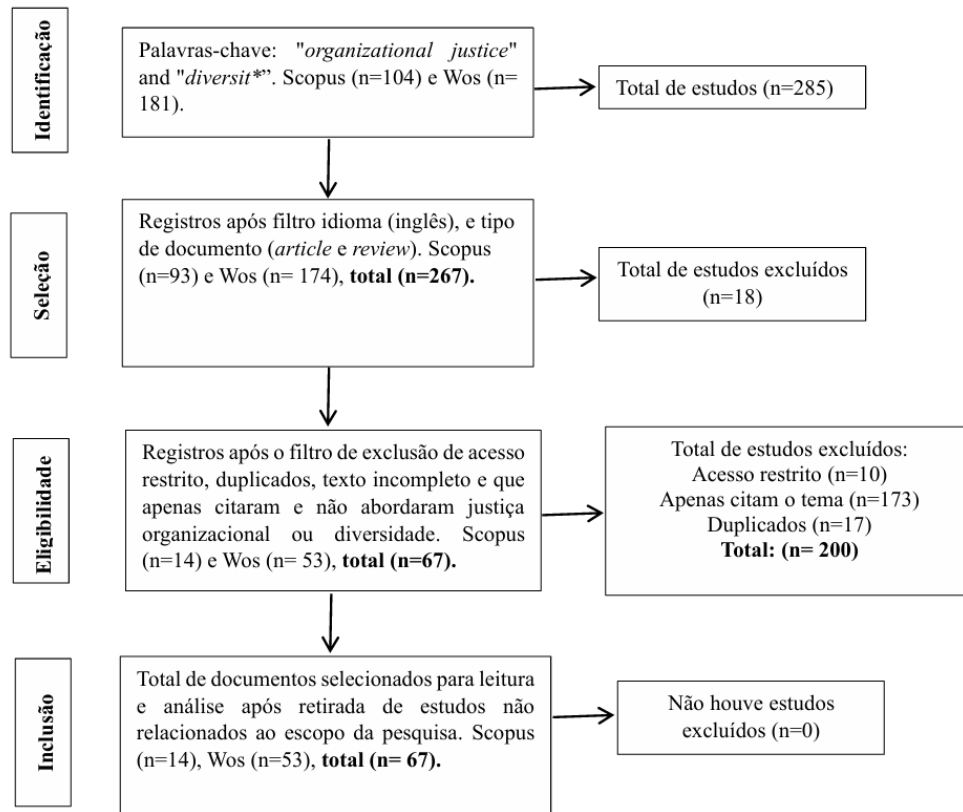 Identificação
Palavras-chave: "organizational justice"
and "diversit*”. Scopus (n=104) e Wos (n=
181).
Total de estudos (n=285)
Seleção
Registros após filtro idioma (inglês), e tipo
de documento (article e review). Scopus
(n=93) e Wos (n= 174), total (n=267).
Total de estudos excluídos
(n=18)
Eligibilidade
Registros após o filtro de exclusão de acesso
restrito, duplicados, texto incompleto e que
apenas citaram e não abordaram justiça
organizacional ou diversidade. Scopus
(n=14) e Wos (n= 53), total (n=67).
Total de estudos excluídos:
Acesso restrito (n=10)
Apenas citam o tema (n=173)
Duplicados (n=17)
Total: (n= 200)
Inclusão
Total de documentos selecionados para leitura
e análise após retirada de estudos não
relacionados ao escopo da pesquisa. Scopus
(n=14), Wos (n=53), total (n= 67).
Não houve estudos
excluídos (n=0)